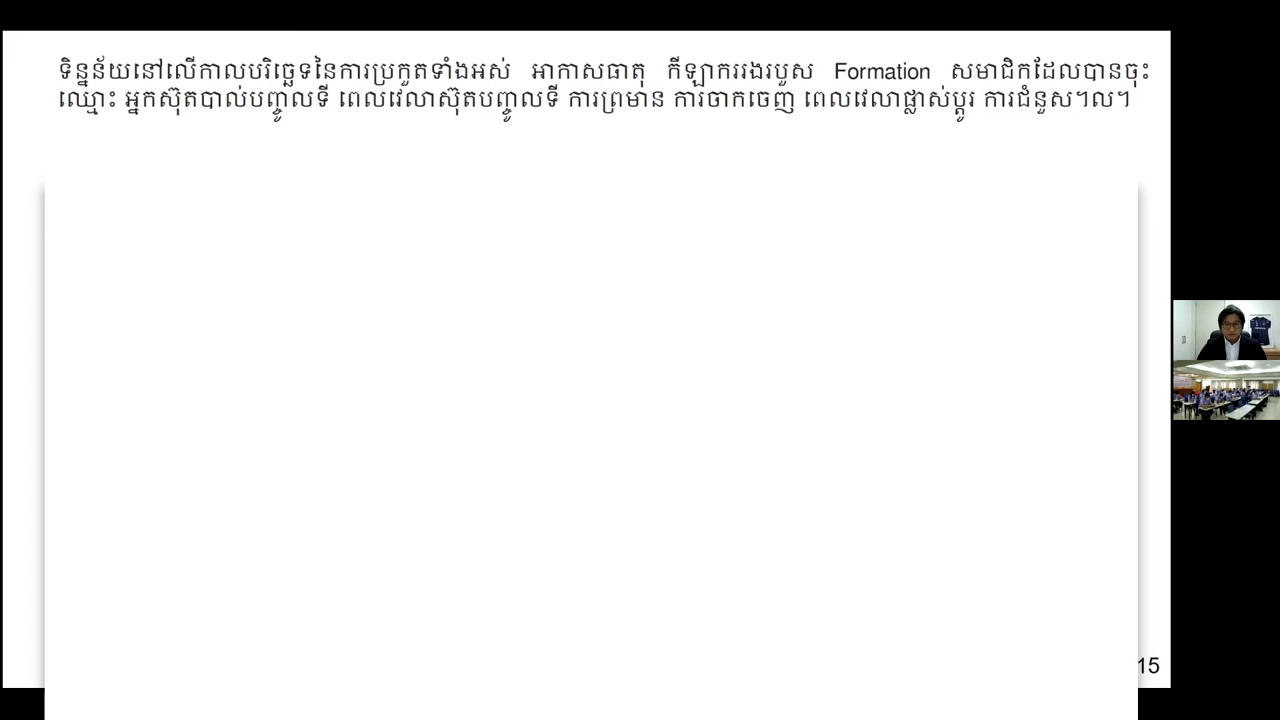 ទិន្នន័យនៅលើកាលបរិច្ឆេទនៃការប្រកួតទាំងអស់ អាកាសធាតុ កីឡាកររងរបួស Formation សមាជិកដែលបានចុះ
ឈ្មោះ អ្នកស៊ុតបាល់បញ្ចូលទី ពេលវេលាស៊ុតបញ្ចូលទី ការព្រមាន ការចាកចេញ ពេលវេលាផ្លាស់ប្តូរ ការជំនួស។ល។
15